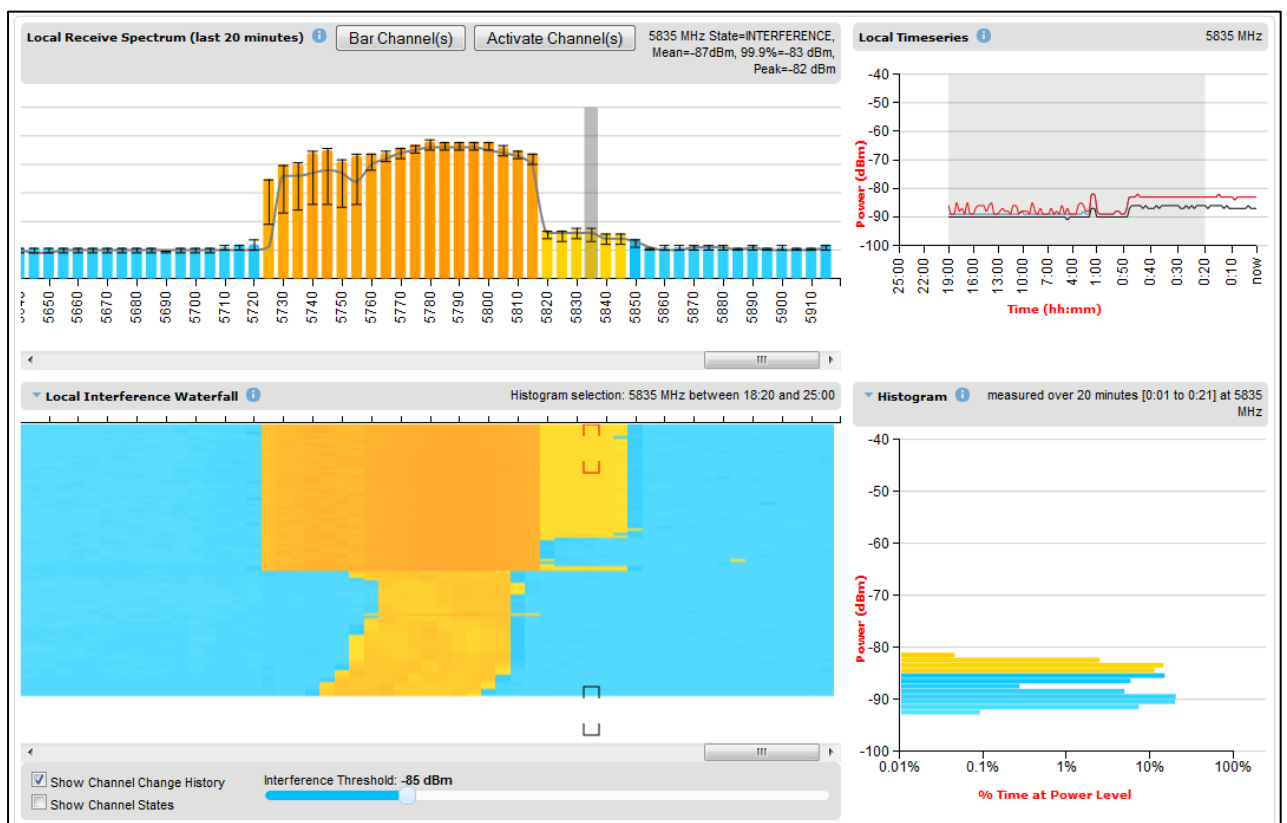 Local Receive Spectrum (last 20 minutes)
Bar Channel(s)
Activate Channel(s)
5835 MHz State=INTERFERENCE,
Mean=-87dBm, 99.9%=-83 dBm,
Peak=-82 dBm
5650
5660
5670
5680
5690
5700
5710
5720
5730
5740
5750
5760
5770
5780
5790
5800
5810
5820
5830
5840
5850
5860
5870
5880
5890
5900
5910
Local Timeseries
5835 MHz
-40
-50
-60
-70
-80
-90
-100
Power (dBm)
25:00
22:00
19:00
16:00
13:00
10:00
7:00
4:00
1:00
0:50
0:40
0:30
0:20
0:10
now
Time (hh:mm)
Local Interference Waterfall
Histogram selection: 5835 MHz between 18:20 and 25:00
Show Channel Change History
Show Channel States
Interference Threshold: -85 dBm
Histogram
measured over 20 minutes [0:01 to 0:21] at 5835
MHz
-40
-50
-60
-70
-80
-90
-100
Power (dBm)
0.01%
0.1%
1%
10%
100%
% Time at Power Level